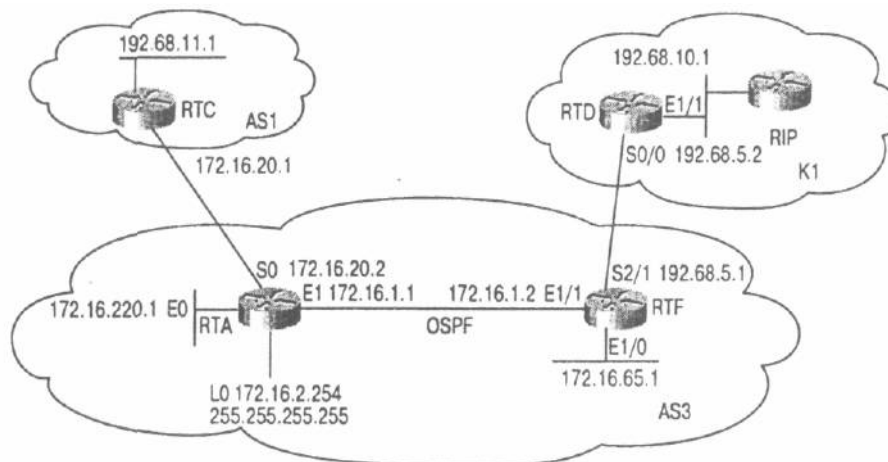 192.68.11.1
RTC
AS1
172.16.20.1
192.68.10.1
RTD
E1/1
RIP
S0/0 192.68.5.2
K1
S0 172.16.20.2
S2/1 192.68.5.1
172.16.220.1 E0
E1 172.16.1.1
172.16.1.2 E1/1
RTF
RTA
OSPF
E1/0
172.16.65.1
L0 172.16.2.254
255.255.255.255
AS3